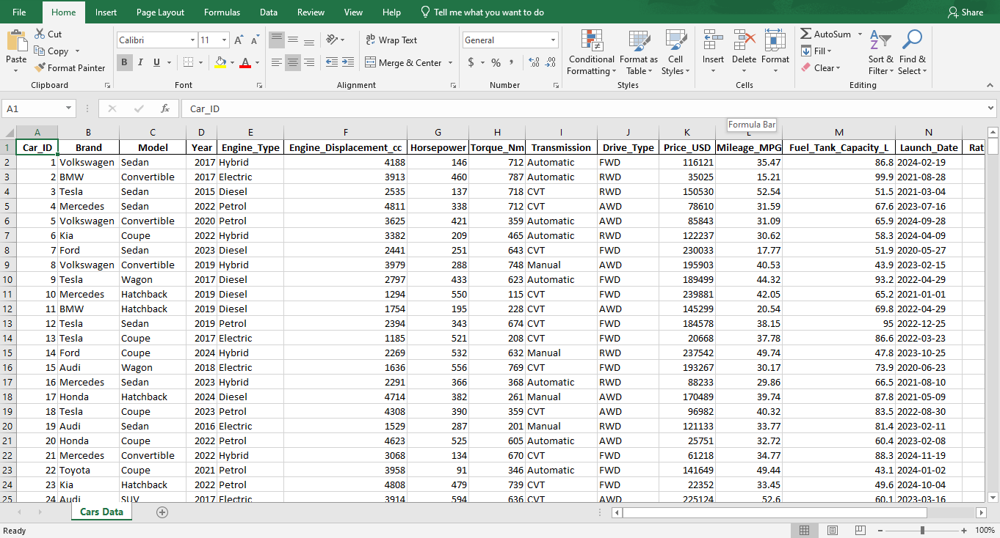 File Home Insert Page Layout Formulas Data Review View Help Tell me what you want to do Share
Paste Cut Copy Format Painter Clipboard
Calibri 11 A A B I U A Font
ab Wrap Text Merge & Center Alignment
General $ % , .0 .00 .00 .0 Number
Conditional Formatting Format as Table Cell Styles Styles
Insert Delete Format Cells
AutoSum Fill Clear Sort & Filter Find & Select Editing
A1 fx Car_ID
Formula Bar
A B C D E F G H I J K L M N
1 Car_ID Brand Model Year Engine_Type Engine_Displacement_cc Horsepower Torque_Nm Transmission Drive_Type Price_USD Mileage_MPG Fuel_Tank_Capacity_L Launch_Date Rat
2 1 Volkswagen Sedan 2017 Hybrid 4188 146 712 Automatic FWD 116121 35.47 86.8 2024-02-19
3 2 BMW Convertible 2017 Electric 3913 460 787 Automatic RWD 35025 15.21 99.9 2021-08-28
4 3 Tesla Sedan 2015 Diesel 2535 137 718 CVT RWD 150530 52.54 51.5 2021-03-04
5 4 Mercedes Sedan 2022 Petrol 4811 338 712 CVT AWD 78610 31.59 67.6 2023-07-16
6 5 Volkswagen Convertible 2020 Petrol 3625 421 359 Automatic AWD 85843 31.09 65.9 2024-09-28
7 6 Kia Coupe 2022 Hybrid 3382 209 465 Automatic RWD 122237 30.62 58.3 2024-04-09
8 7 Ford Sedan 2023 Diesel 2441 251 643 CVT FWD 230033 17.77 51.9 2020-05-27
9 8 Volkswagen Convertible 2019 Hybrid 3979 288 748 Manual AWD 195903 40.53 43.9 2023-02-15
10 9 Tesla Wagon 2017 Diesel 2797 433 623 Automatic FWD 189499 44.32 93.2 2022-04-29
11 10 Mercedes Hatchback 2019 Diesel 1294 550 115 CVT FWD 239881 42.05 65.2 2021-01-01
12 11 BMW Hatchback 2019 Diesel 1754 195 228 CVT AWD 145299 20.54 69.8 2022-04-29
13 12 Tesla Sedan 2019 Petrol 2394 343 674 CVT FWD 184578 38.15 95 2022-12-25
14 13 Tesla Coupe 2017 Electric 1185 521 208 CVT FWD 20668 37.78 86.6 2022-03-23
15 14 Ford Coupe 2024 Hybrid 2269 532 632 Manual RWD 237542 49.74 47.8 2023-10-25
16 15 Audi Wagon 2018 Electric 1636 556 769 CVT FWD 193267 30.17 73.9 2020-06-23
17 16 Mercedes Sedan 2023 Hybrid 2291 366 368 Automatic RWD 88233 29.86 66.5 2021-08-10
18 17 Honda Hatchback 2024 Diesel 4714 382 261 Manual AWD 170489 39.74 87.8 2021-05-09
19 18 Tesla Coupe 2023 Petrol 4308 390 359 CVT AWD 96982 40.32 83.5 2022-08-30
20 19 Audi Sedan 2016 Electric 1529 287 201 Manual RWD 121133 33.77 81.4 2023-02-11
21 20 Honda Coupe 2022 Petrol 4623 525 605 Automatic AWD 25751 32.72 60.4 2023-02-08
22 21 Mercedes Convertible 2022 Hybrid 3068 134 670 CVT FWD 61218 34.77 88.3 2024-11-19
23 22 Toyota Coupe 2021 Petrol 3958 91 346 Automatic FWD 141649 49.44 43.1 2024-01-02
24 23 Kia Hatchback 2022 Petrol 4808 479 739 CVT FWD 22352 33.45 49.6 2024-10-04
25 24 Audi SUV 2017 Electric 3914 594 636 CVT AWD 225124 52.6 60.1 2023-03-16
Cars Data
Ready 100%